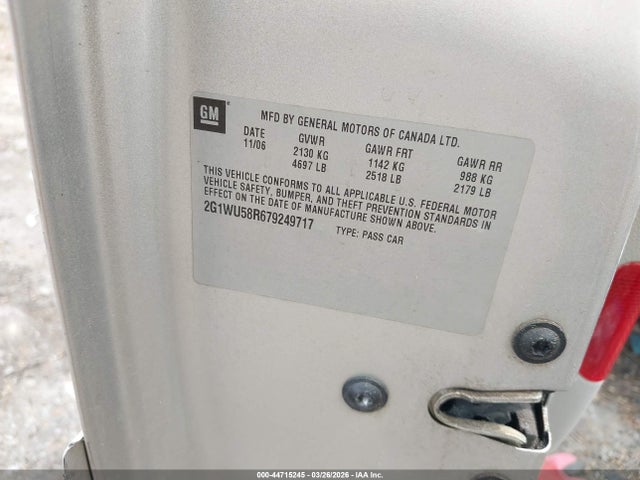 GM
MFD BY GENERAL MOTORS OF CANADA LTD.
DATE GVWR GAWR FRT GAWR RR
11/06 2130 KG 1142 KG 988 KG
4697 LB 2518 LB 2179 LB
THIS VEHICLE CONFORMS TO ALL APPLICABLE U.S. FEDERAL MOTOR
VEHICLE SAFETY, BUMPER, AND THEFT PREVENTION STANDARDS IN
EFFECT ON THE DATE OF MANUFACTURE SHOWN ABOVE.
2G1WU58R679249717 TYPE: PASS CAR
000-44715245 | 03/26/2026 | IAA Inc.